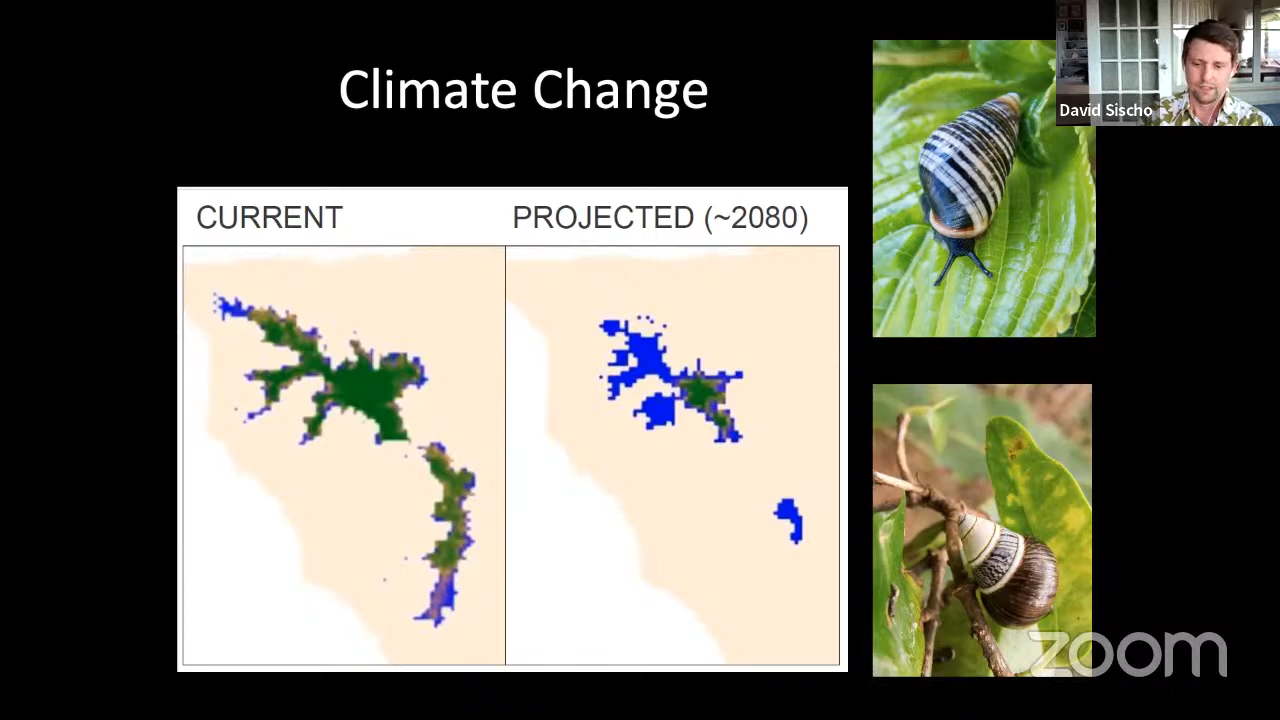 Climate Change
David Sischo
CURRENT
PROJECTED (~2080)
zoom